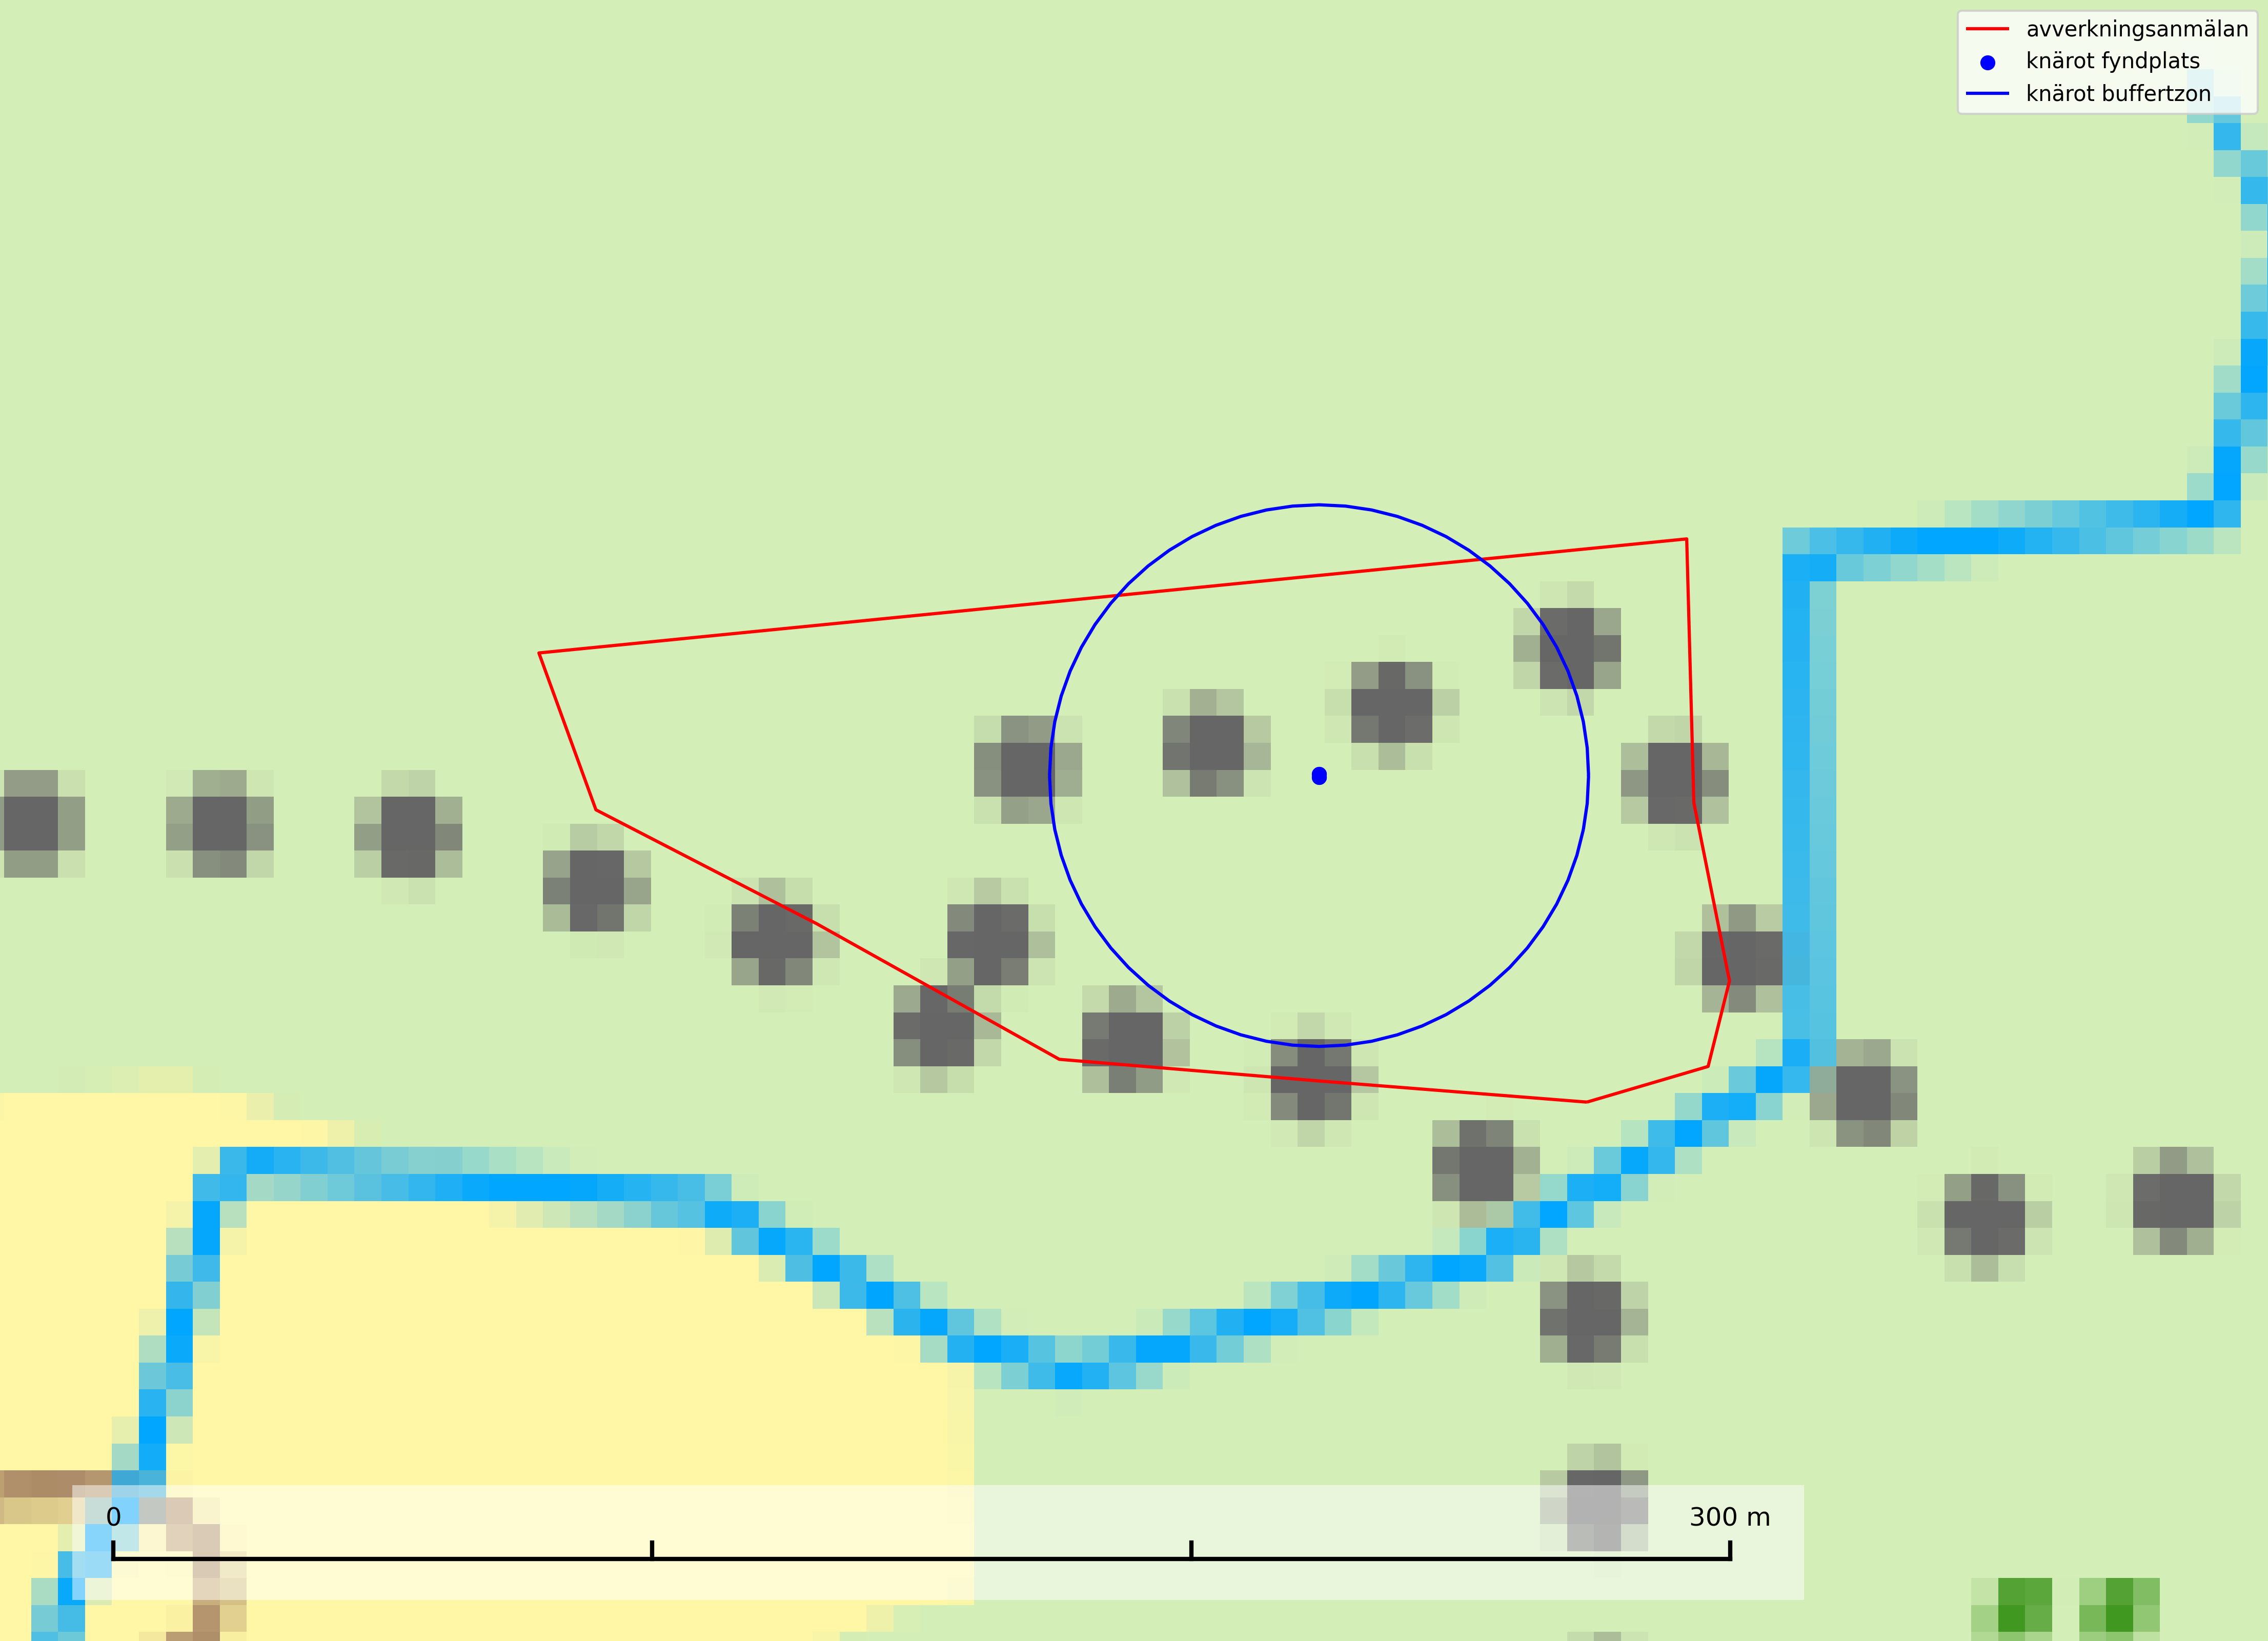 avverkningsanmälan
knärot fyndplats
knärot buffertzon
0
300 m